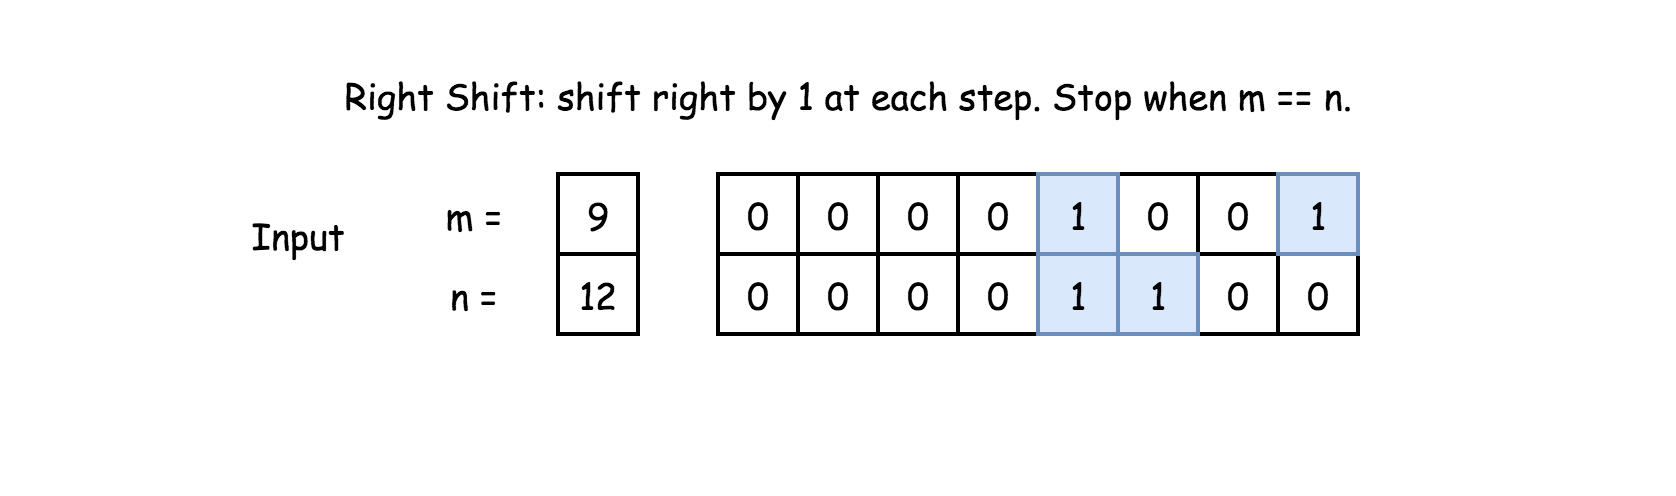 Right Shift: shift right by 1 at each step. Stop when m == n.
Input
m = 9 0 0 0 0 1 0 0 1
n = 12 0 0 0 0 1 1 0 0